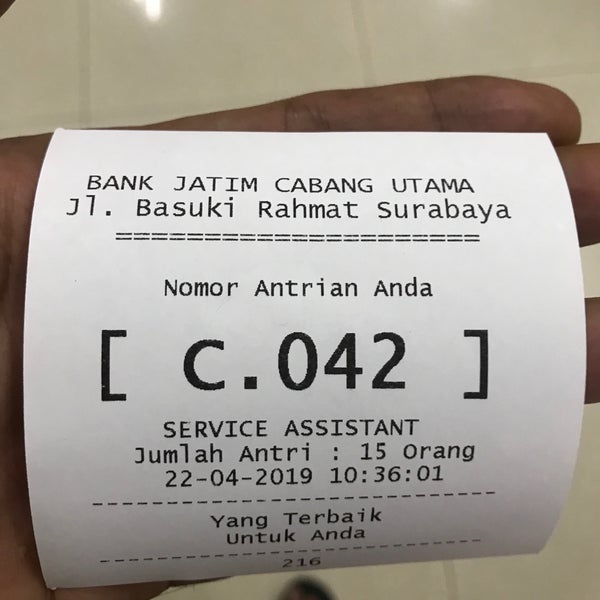 BANK JATIM CABANG UTAMA
Jl. Basuki Rahmat Surabaya
======================
Nomor Antrian Anda
[ C.042 ]
SERVICE ASSISTANT
Jumlah Antri : 15 Orang
22-04-2019 10:36:01
--------------------------------
Yang Terbaik
Untuk Anda
--------------------------------
216